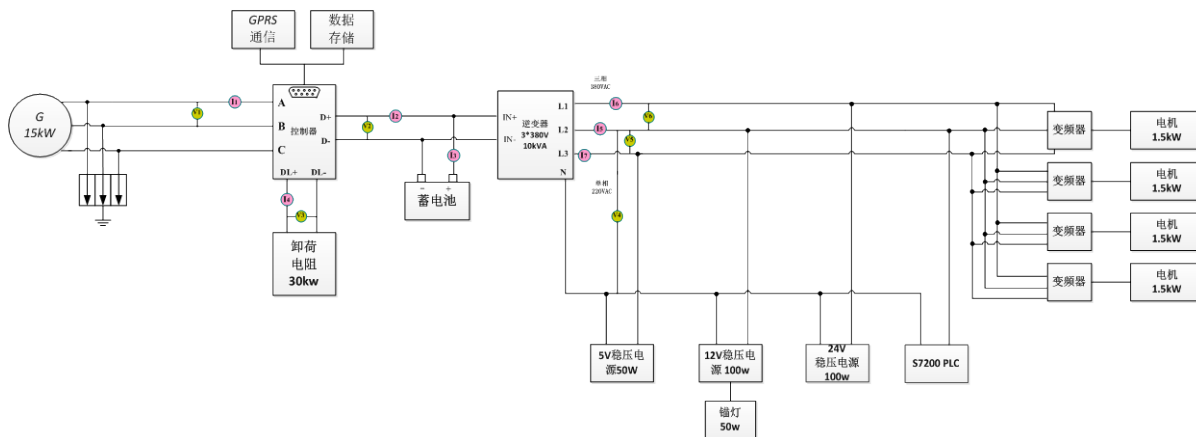 GPRS
通信
数据
存储
三相
380VAC
G
15kW
V1
I1
A
B
C
控制器
D+
D-
DL+
DL-
I2
V2
I3
I4
V3
－ ＋
蓄电池
卸荷
电阻
30kw
IN+
IN-
逆变器
3*380V
10kVA
L1
L2
L3
N
I6
I5
I7
V6
V5
单相
220VAC
V4
变频器
电机
1.5kW
变频器
电机
1.5kW
变频器
电机
1.5kW
变频器
电机
1.5kW
5V稳压电
源50W
12V稳压电
源 100w
24V
稳压电源
100w
S7200 PLC
锚灯
50w